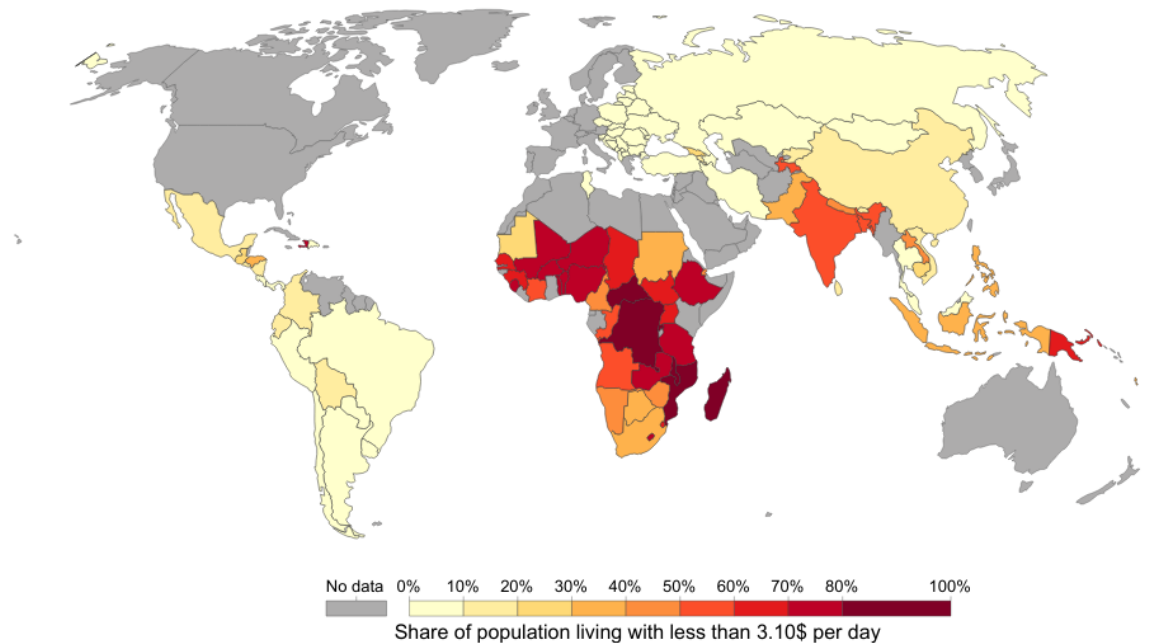 No data 0% 10% 20% 30% 40% 50% 60% 70% 80% 100%
Share of population living with less than 3.10$ per day